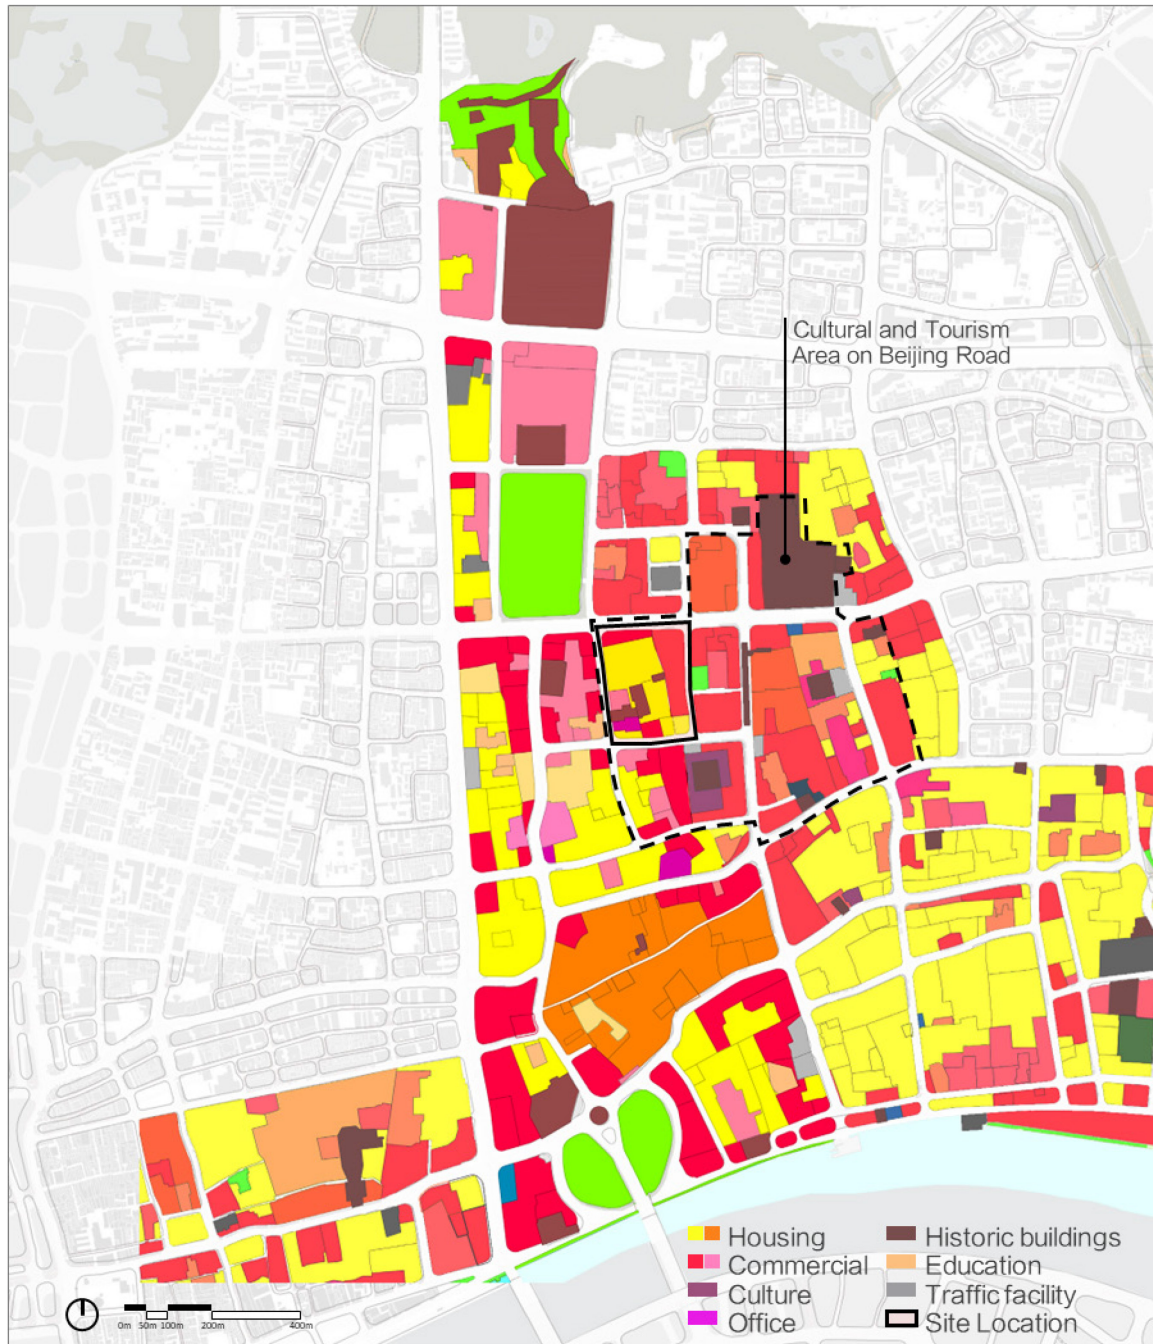 Cultural and Tourism
Area on Beijing Road
Housing
Commercial
Culture
Office
Historic buildings
Education
Traffic facility
Site Location
0m 50m 100m 200m 400m